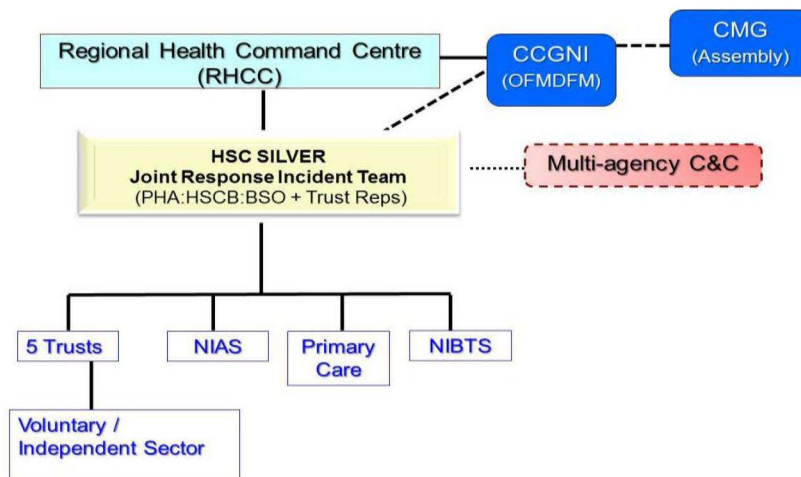 Regional Health Command Centre
(RHCC)
CCGNI
(OFMDFM)
CMG
(Assembly)
HSC SILVER
Joint Response Incident Team
(PHA:HSCB:BSO + Trust Reps)
Multi-agency C&C
5 Trusts
NIAS
Primary
Care
NIBTS
Voluntary /
Independent Sector